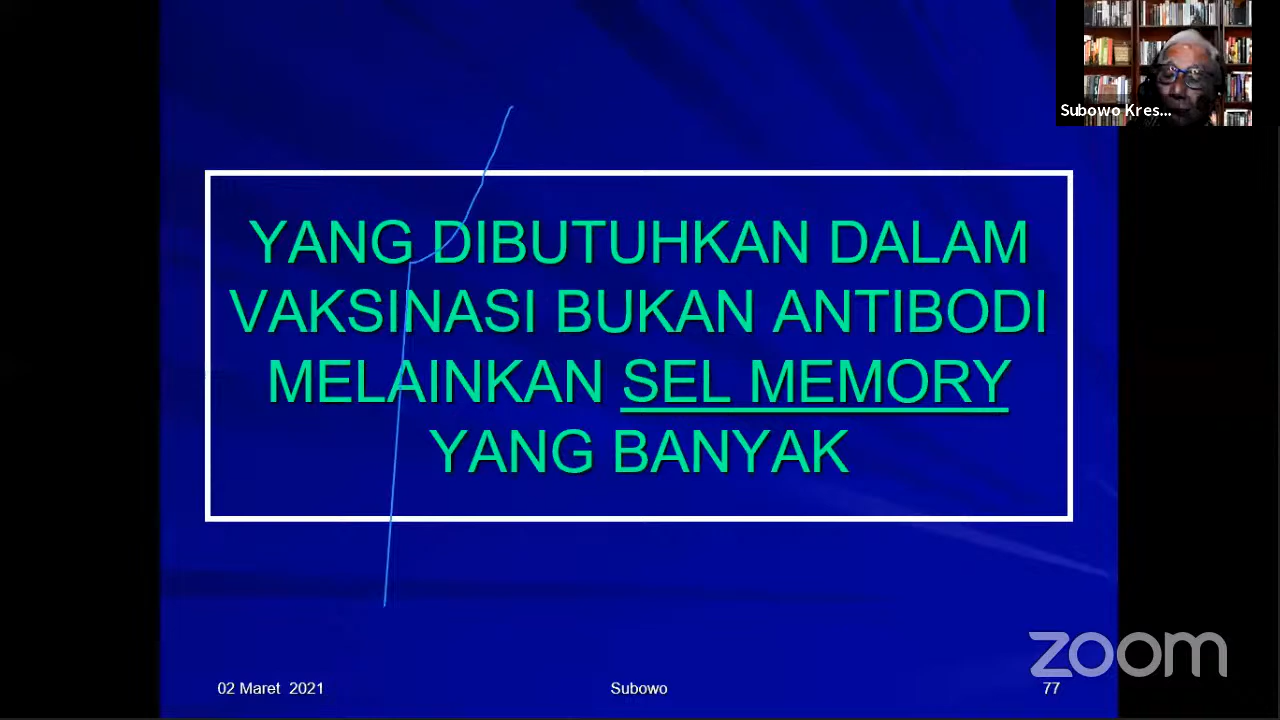 Subowo Kres...
YANG DIBUTUHKAN DALAM
VAKSINASI BUKAN ANTIBODI
MELAINKAN SEL MEMORY
YANG BANYAK
zoom
02 Maret 2021
Subowo
77